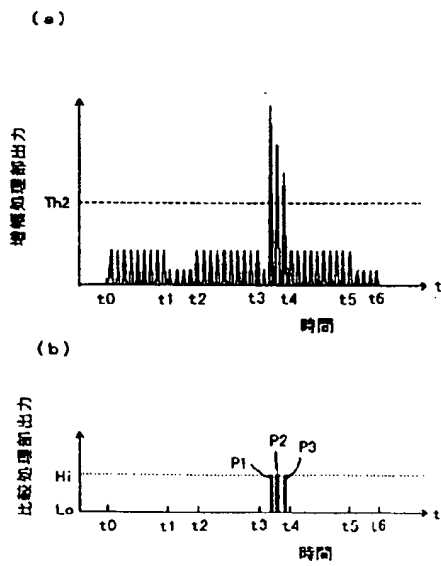 (a)
増幅処理部出力
Th2
t0 t1 t2 t3 t4 t5 t6 t
時間
(b)
比較処理部出力
P1 P2 P3
Hi
Lo
t0 t1 t2 t3 t4 t5 t6 t
時間